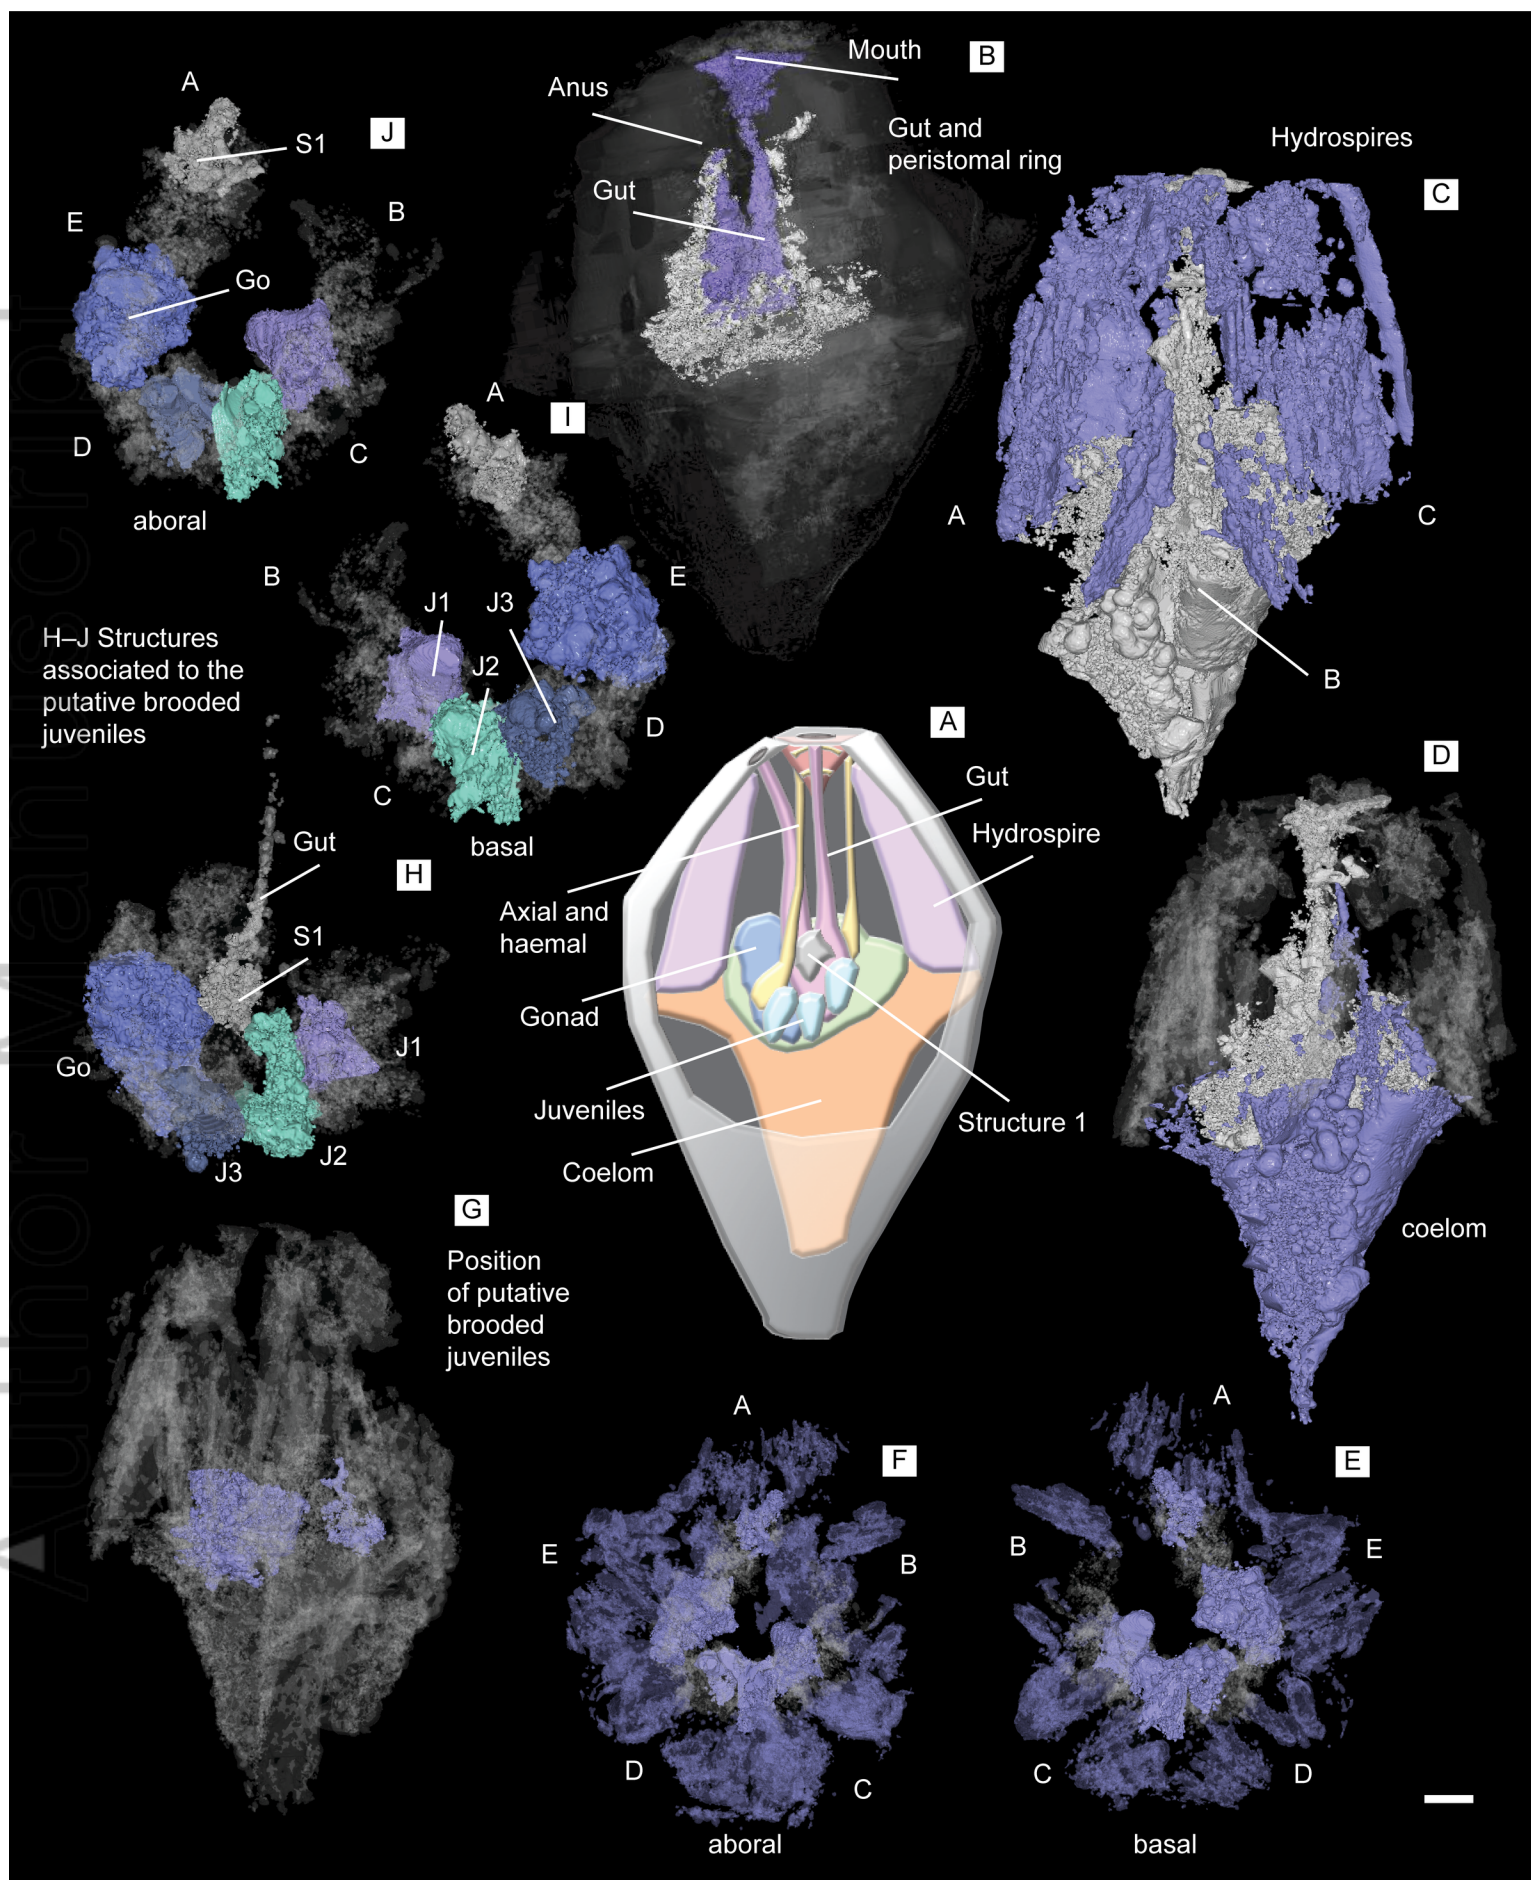 A
J
S1
E
B
Go
D
C
aboral
Mouth
B
Anus
Gut and
peristomal ring
Gut
Hydrospires
C
A
C
B
A
I
B
E
J1
J3
J2
D
C
basal
H–J Structures
associated to the
putative brooded
juveniles
A
Gut
Hydrospire
Axial and
haemal
Gonad
Juveniles
Structure 1
Coelom
D
coelom
Gut
H
S1
Go
J1
J2
J3
G
Position
of putative
brooded
juveniles
A
F
E
B
D
C
aboral
A
E
B
E
C
D
basal
Author Manuscript